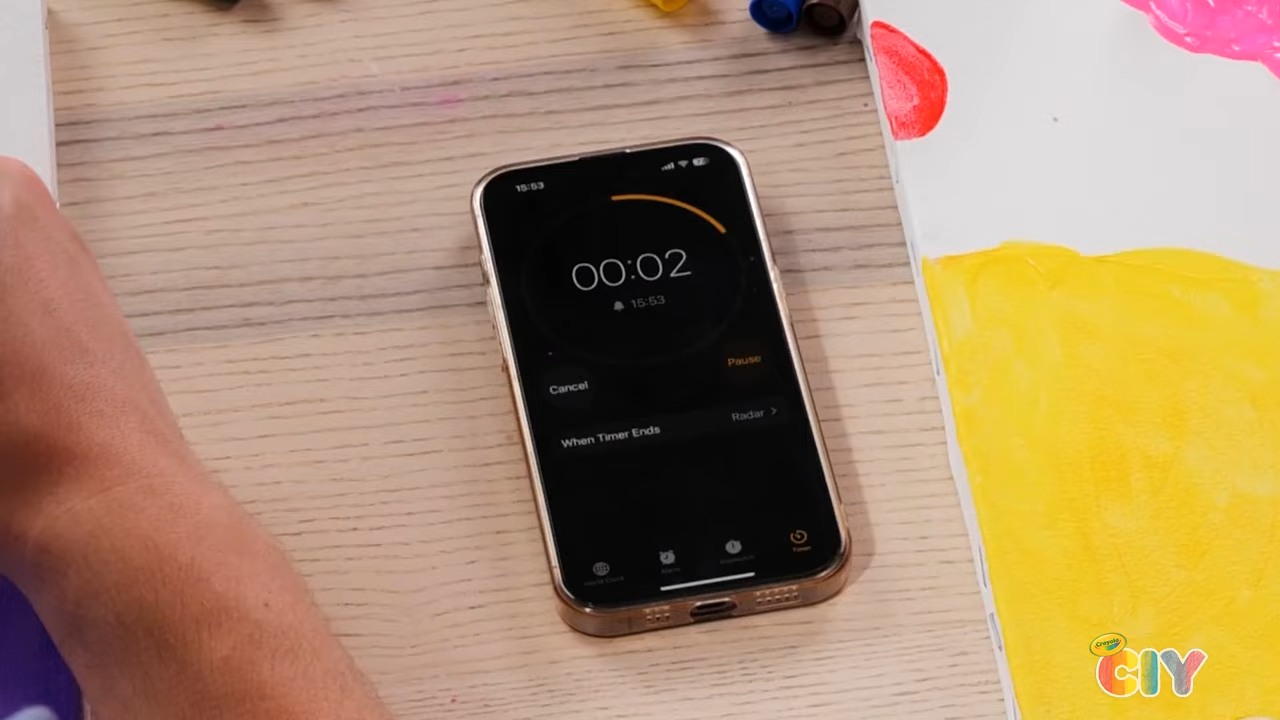 15:53
00:02
15:53
Pause
Cancel
Radar >
When Timer Ends
Timer
Crayola
CIY